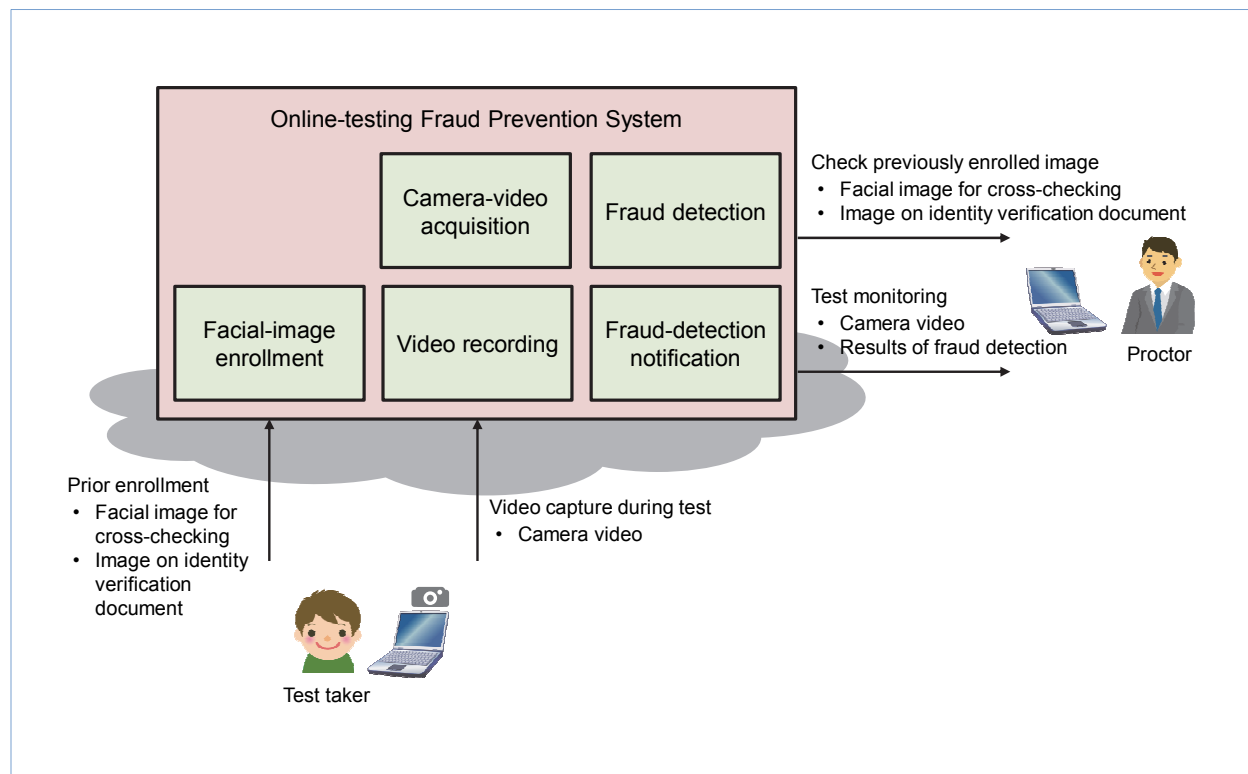 Online-testing Fraud Prevention System
Camera-video
acquisition
Fraud detection
Facial-image
enrollment
Video recording
Fraud-detection
notification
Check previously enrolled image
• Facial image for cross-checking
• Image on identity verification document
Test monitoring
• Camera video
• Results of fraud detection
Proctor
Prior enrollment
• Facial image for
cross-checking
• Image on identity
verification
document
Video capture during test
• Camera video
Test taker